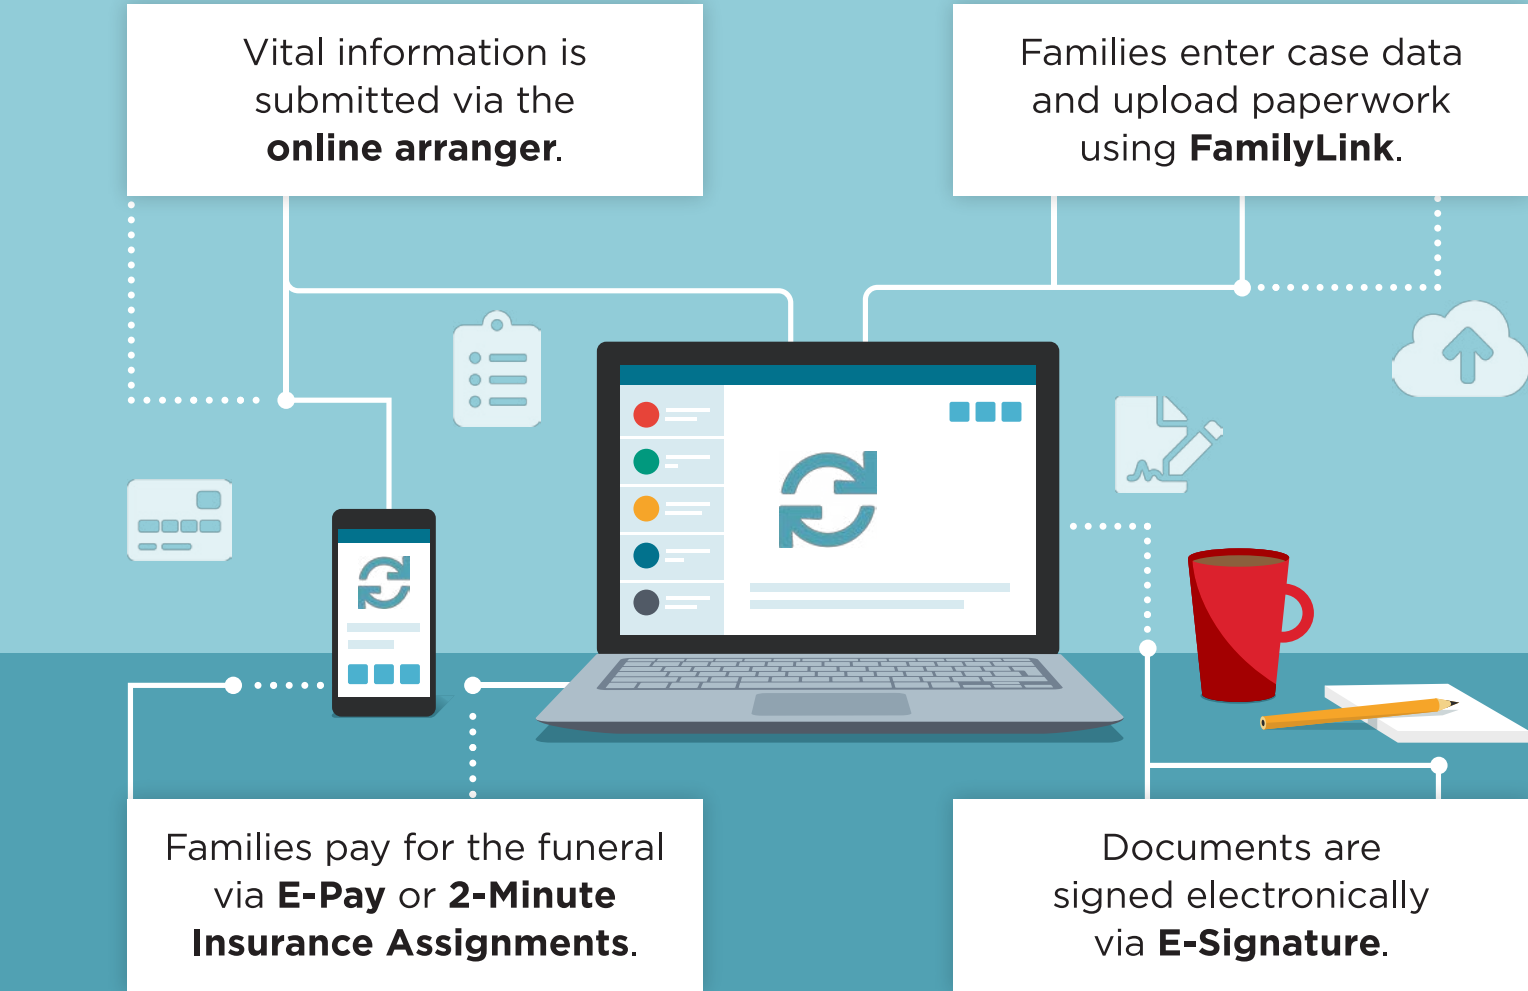 Vital information is
submitted via the
online arranger.
Families enter case data
and upload paperwork
using FamilyLink.
Families pay for the funeral
via E-Pay or 2-Minute
Insurance Assignments.
Documents are
signed electronically
via E-Signature.